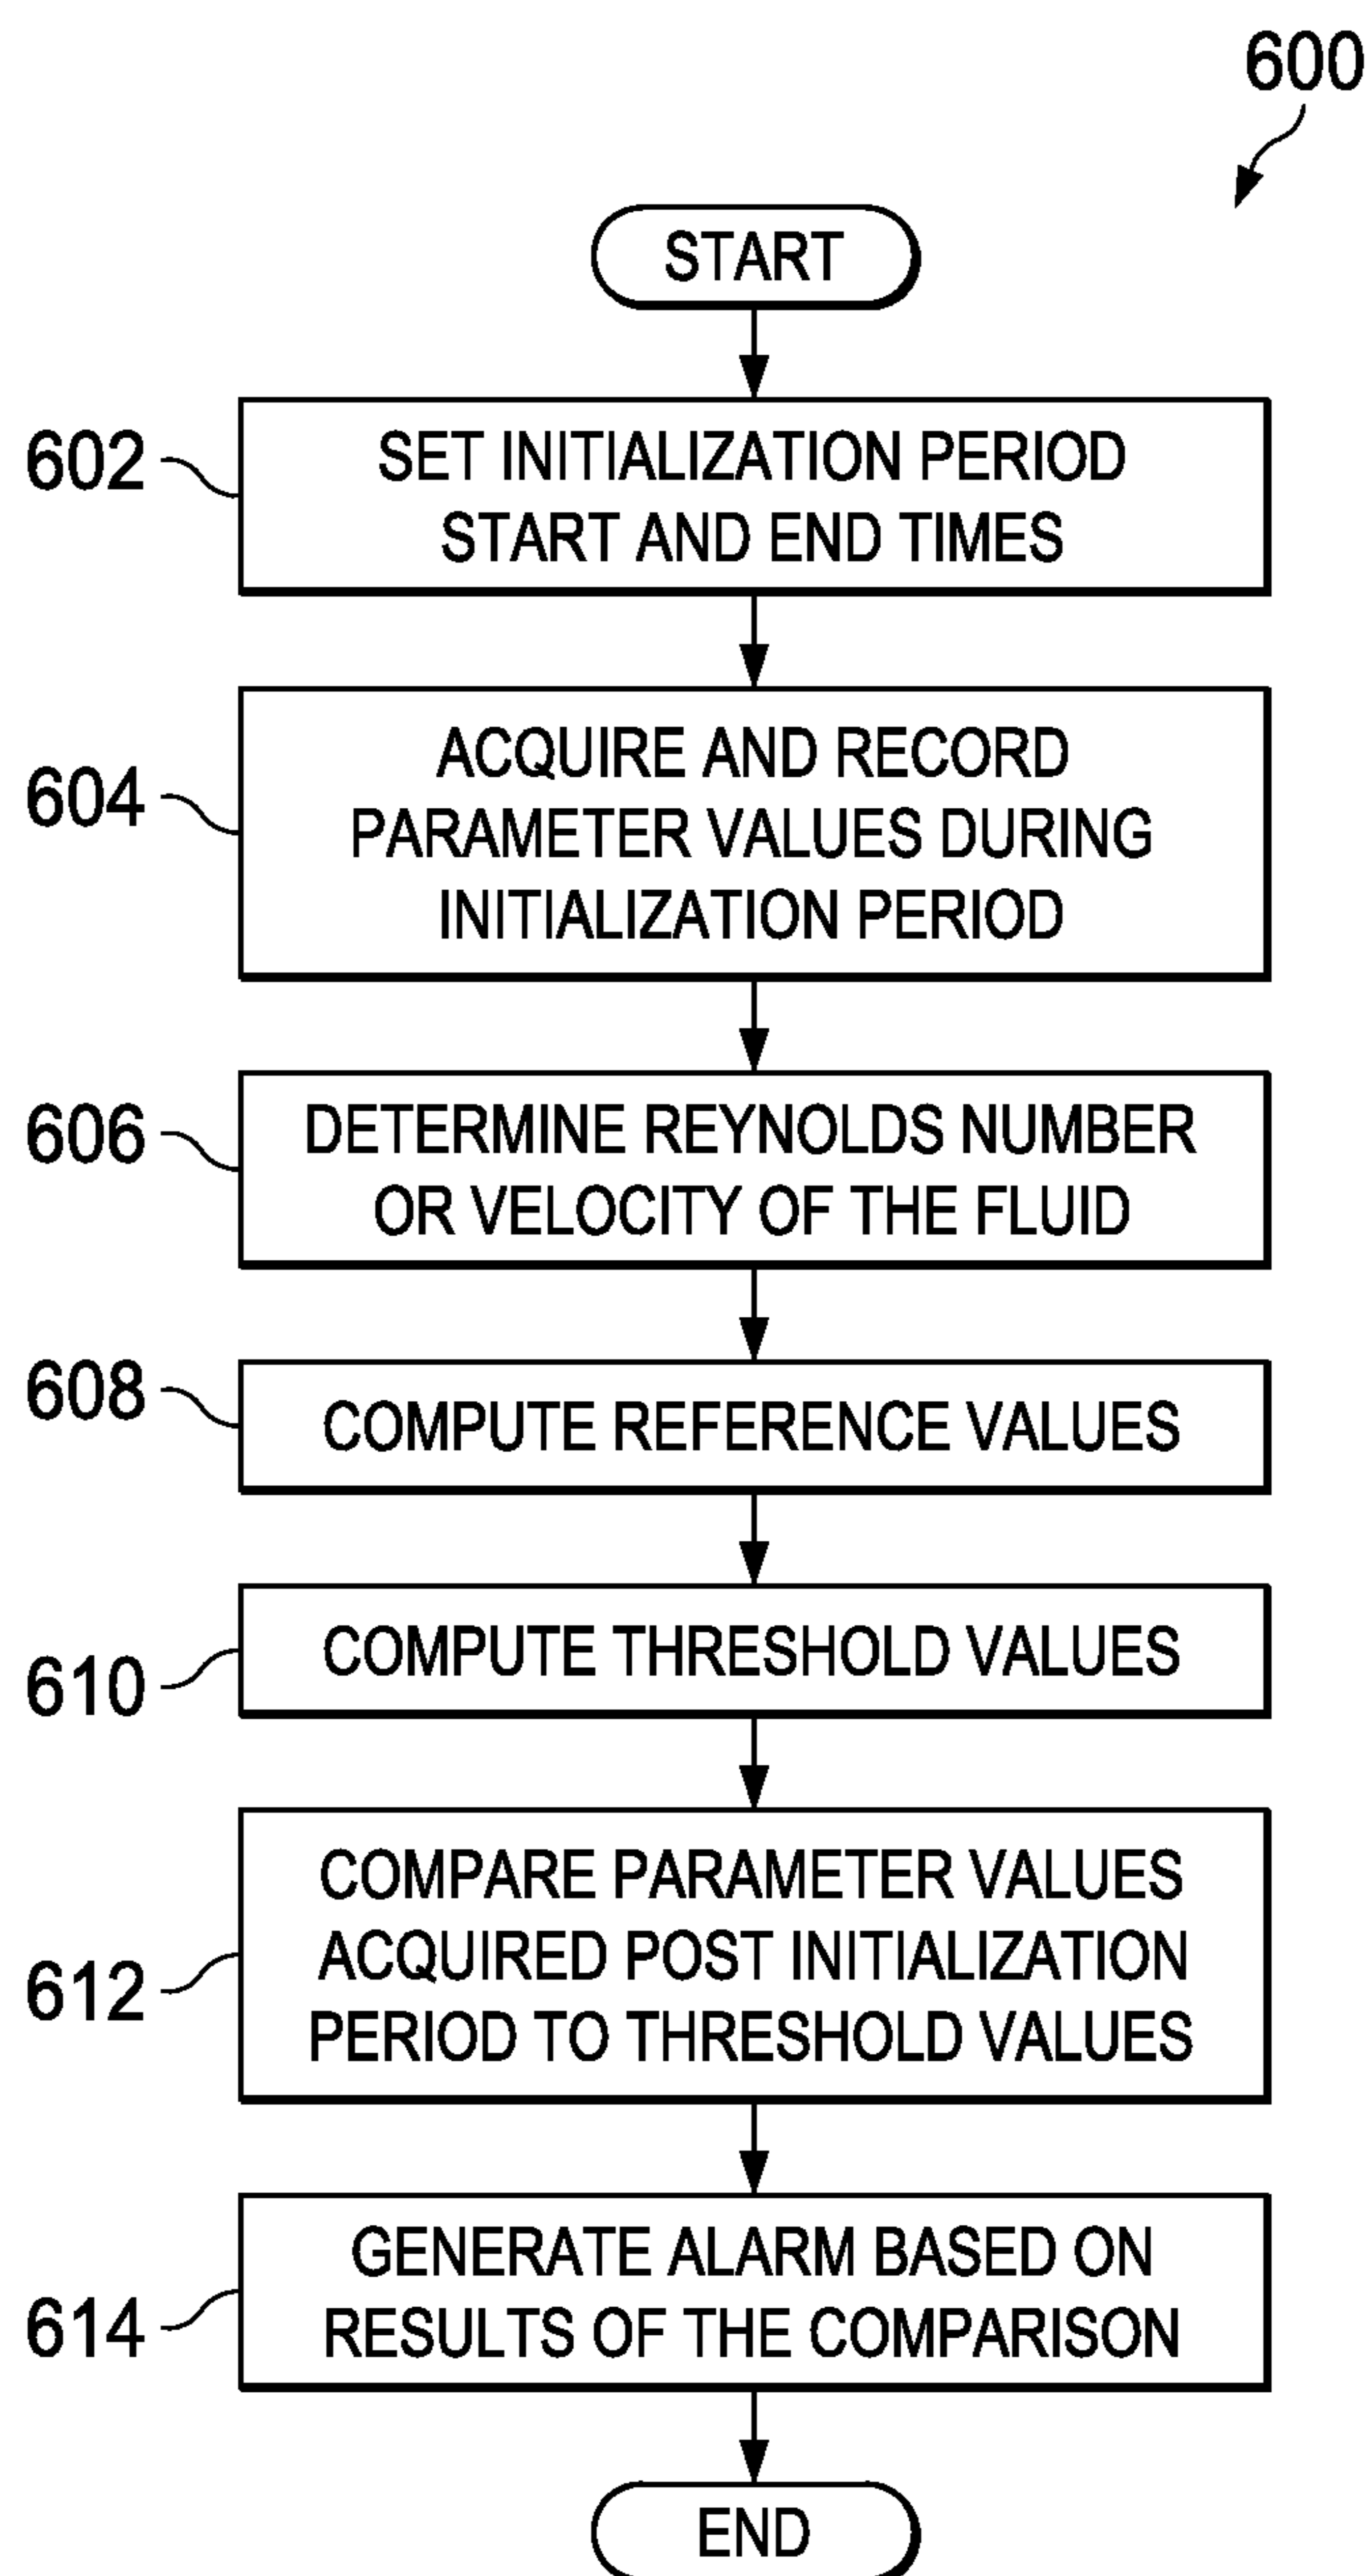 600
START
602
SET INITIALIZATION PERIOD
START AND END TIMES
604
ACQUIRE AND RECORD
PARAMETER VALUES DURING
INITIALIZATION PERIOD
606
DETERMINE REYNOLDS NUMBER
OR VELOCITY OF THE FLUID
608
COMPUTE REFERENCE VALUES
610
COMPUTE THRESHOLD VALUES
612
COMPARE PARAMETER VALUES
ACQUIRED POST INITIALIZATION
PERIOD TO THRESHOLD VALUES
614
GENERATE ALARM BASED ON
RESULTS OF THE COMPARISON
END